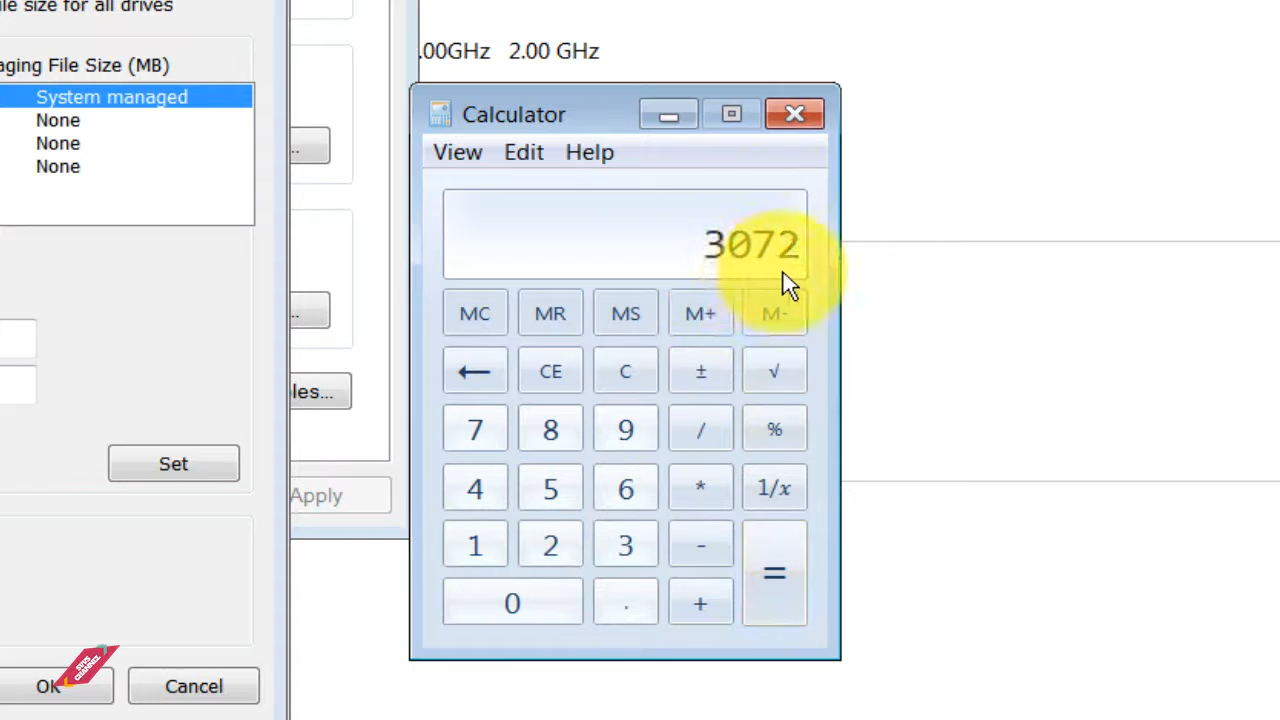 ile size for all drives
aging File Size (MB)
System managed
None
None
None
...
...
les...
Set
Apply
OK
Cancel
SVVS
CHANNEL
.00GHz 2.00 GHz
Calculator
View Edit Help
3072
MC MR MS M+ M-
← CE C ± √
7 8 9 / %
4 5 6 * 1/x
1 2 3 - =
0 . +